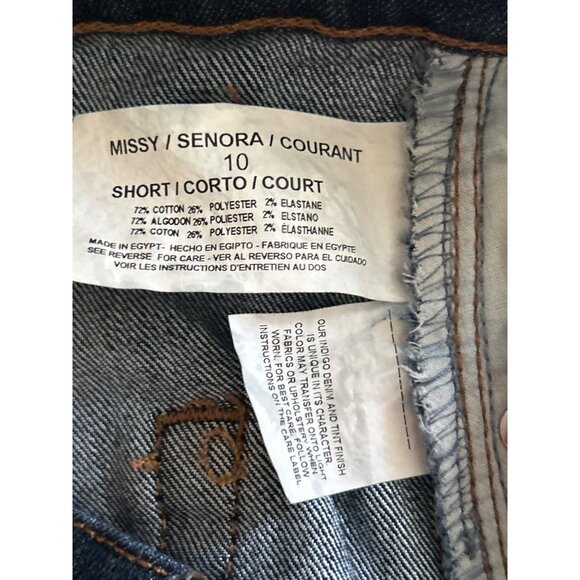 MISSY / SENORA / COURANT
10
SHORT / CORTO / COURT
72% COTTON 26% POLYESTER 2% ELASTANE
72% ALGODON 26% POLIESTER 2% ELSTANO
72% COTON 26% POLYESTER 2% ÉLASTHANNE
MADE IN EGYPT- HECHO EN EGIPTO - FABRIQUE EN EGYPTE
SEE REVERSE FOR CARE - VER AL REVERSO PARA EL CUIDADO
VOIR LES INSTRUCTIONS D'ENTRETIEN AU DOS
OUR INDIGO DENIM AND TINT FINISH
IS UNIQUE IN ITS CHARACTER
COLOR MAY TRANSFER ONTO LIGHT
FABRICS OR UPHOLSTERY WHEN
WORN. FOR BEST CARE, FOLLOW
INSTRUCTIONS ON THE CARE LABEL